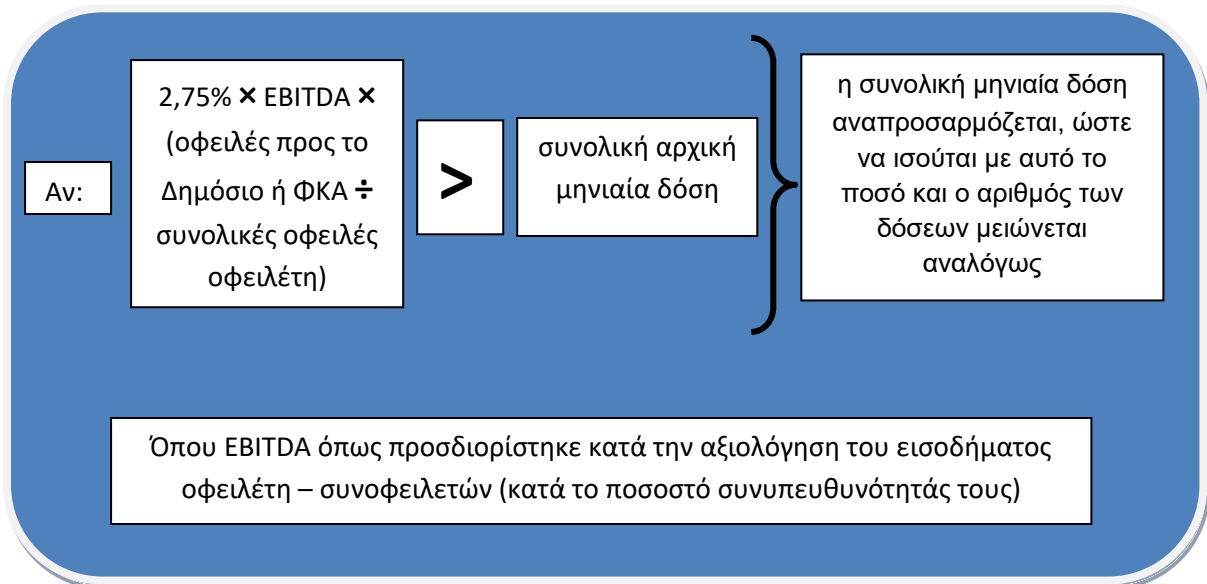 Αν:
2,75% × EBITDA ×
(οφειλές προς το
Δημόσιο ή ΦΚΑ ÷
συνολικές οφειλές
οφειλέτη)
>
συνολική αρχική
μηνιαία δόση
η συνολική μηνιαία δόση
αναπροσαρμόζεται, ώστε
να ισούται με αυτό το
ποσό και ο αριθμός των
δόσεων μειώνεται
αναλόγως
Όπου EBITDA όπως προσδιορίστηκε κατά την αξιολόγηση του εισοδήματος
οφειλέτη – συνοφειλετών (κατά το ποσοστό συνυπευθυνότητάς τους)